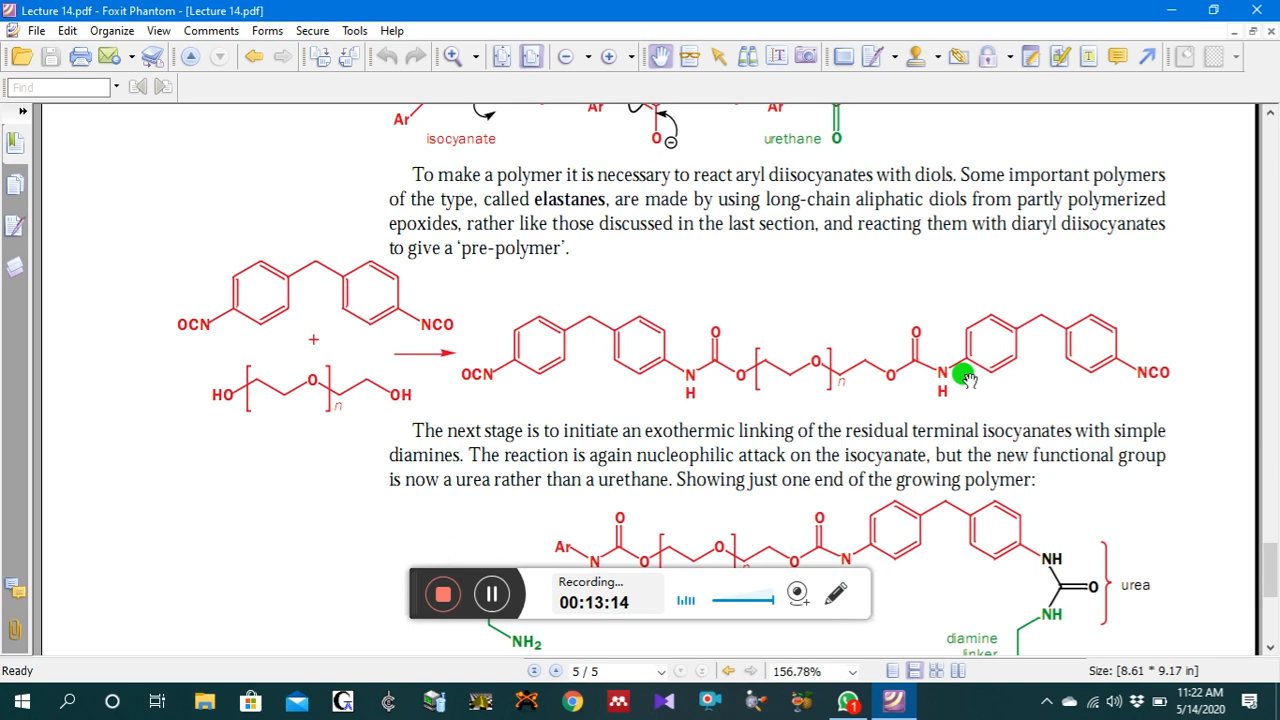 Lecture 14.pdf - Foxit Phantom - [Lecture 14.pdf]
File Edit View Organize Comments Forms Secure Tools Help
Find
Ar
isocyanate
Ar
O
Ar
urethane O
To make a polymer it is necessary to react aryl diisocyanates with diols. Some important polymers
of the type, called elastanes, are made by using long-chain aliphatic diols from partly polymerized
epoxides, rather like those discussed in the last section, and reacting them with diaryl diisocyanates
to give a ‘pre-polymer’.
OCN NCO
+
HO O n OH
OCN N H O O O n O O N H NCO
The next stage is to initiate an exothermic linking of the residual terminal isocyanates with simple
diamines. The reaction is again nucleophilic attack on the isocyanate, but the new functional group
is now a urea rather than a urethane. Showing just one end of the growing polymer:
Ar N O O O n O O N NH
O urea
NH
NH2
diamine
linker
Recording...
00:13:14
Ready 5 / 5 156.78% Size: [8.61 * 9.17 in]
1
11:22 AM
5/14/2020